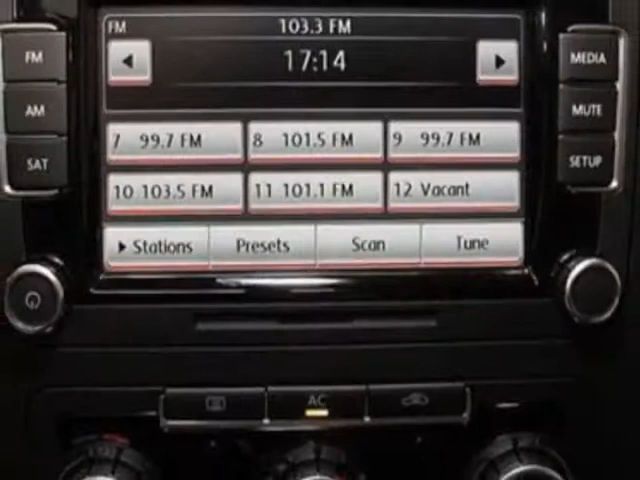 FM 103.3 FM
17:14
FM MEDIA
AM MUTE
SAT SETUP
7 99.7 FM 8 101.5 FM 9 99.7 FM
10 103.5 FM 11 101.1 FM 12 Vacant
Stations Presets Scan Tune
AC